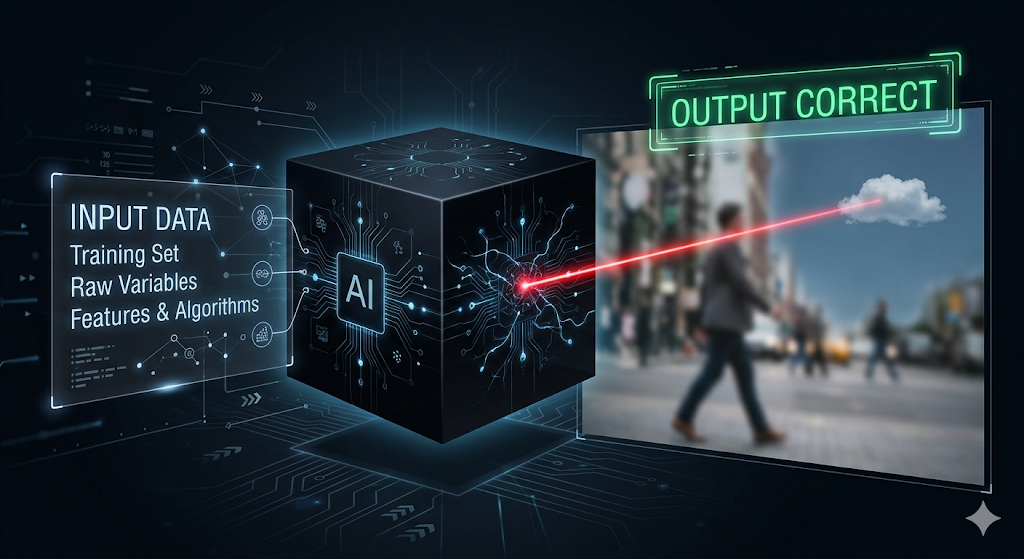 INPUT DATA
Training Set
Raw Variables
Features & Algorithms
AI
OUTPUT CORRECT